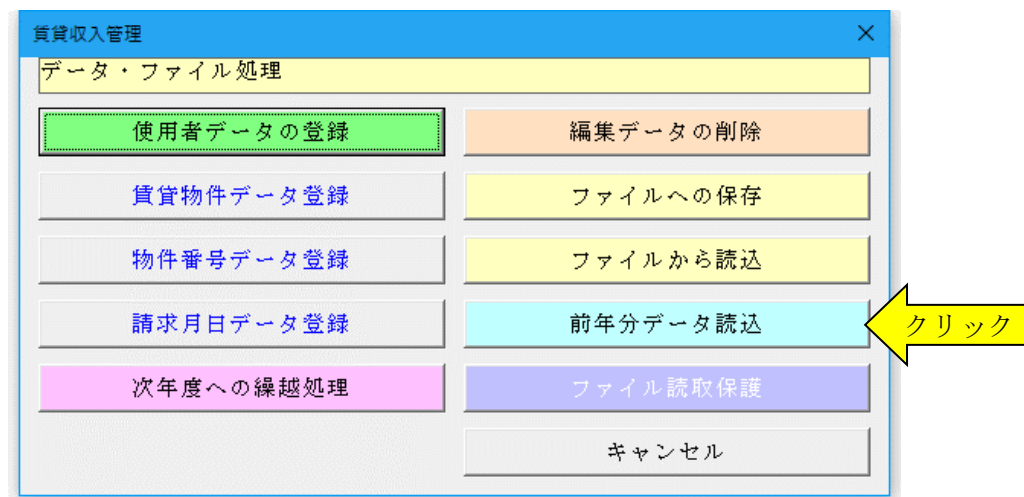 賃貸収入管理
データ・ファイル処理
使用者データの登録
編集データの削除
賃貸物件データ登録
ファイルへの保存
物件番号データ登録
ファイルから読込
請求月日データ登録
前年分データ読込
クリック
次年度への繰越処理
ファイル読取保護
キャンセル